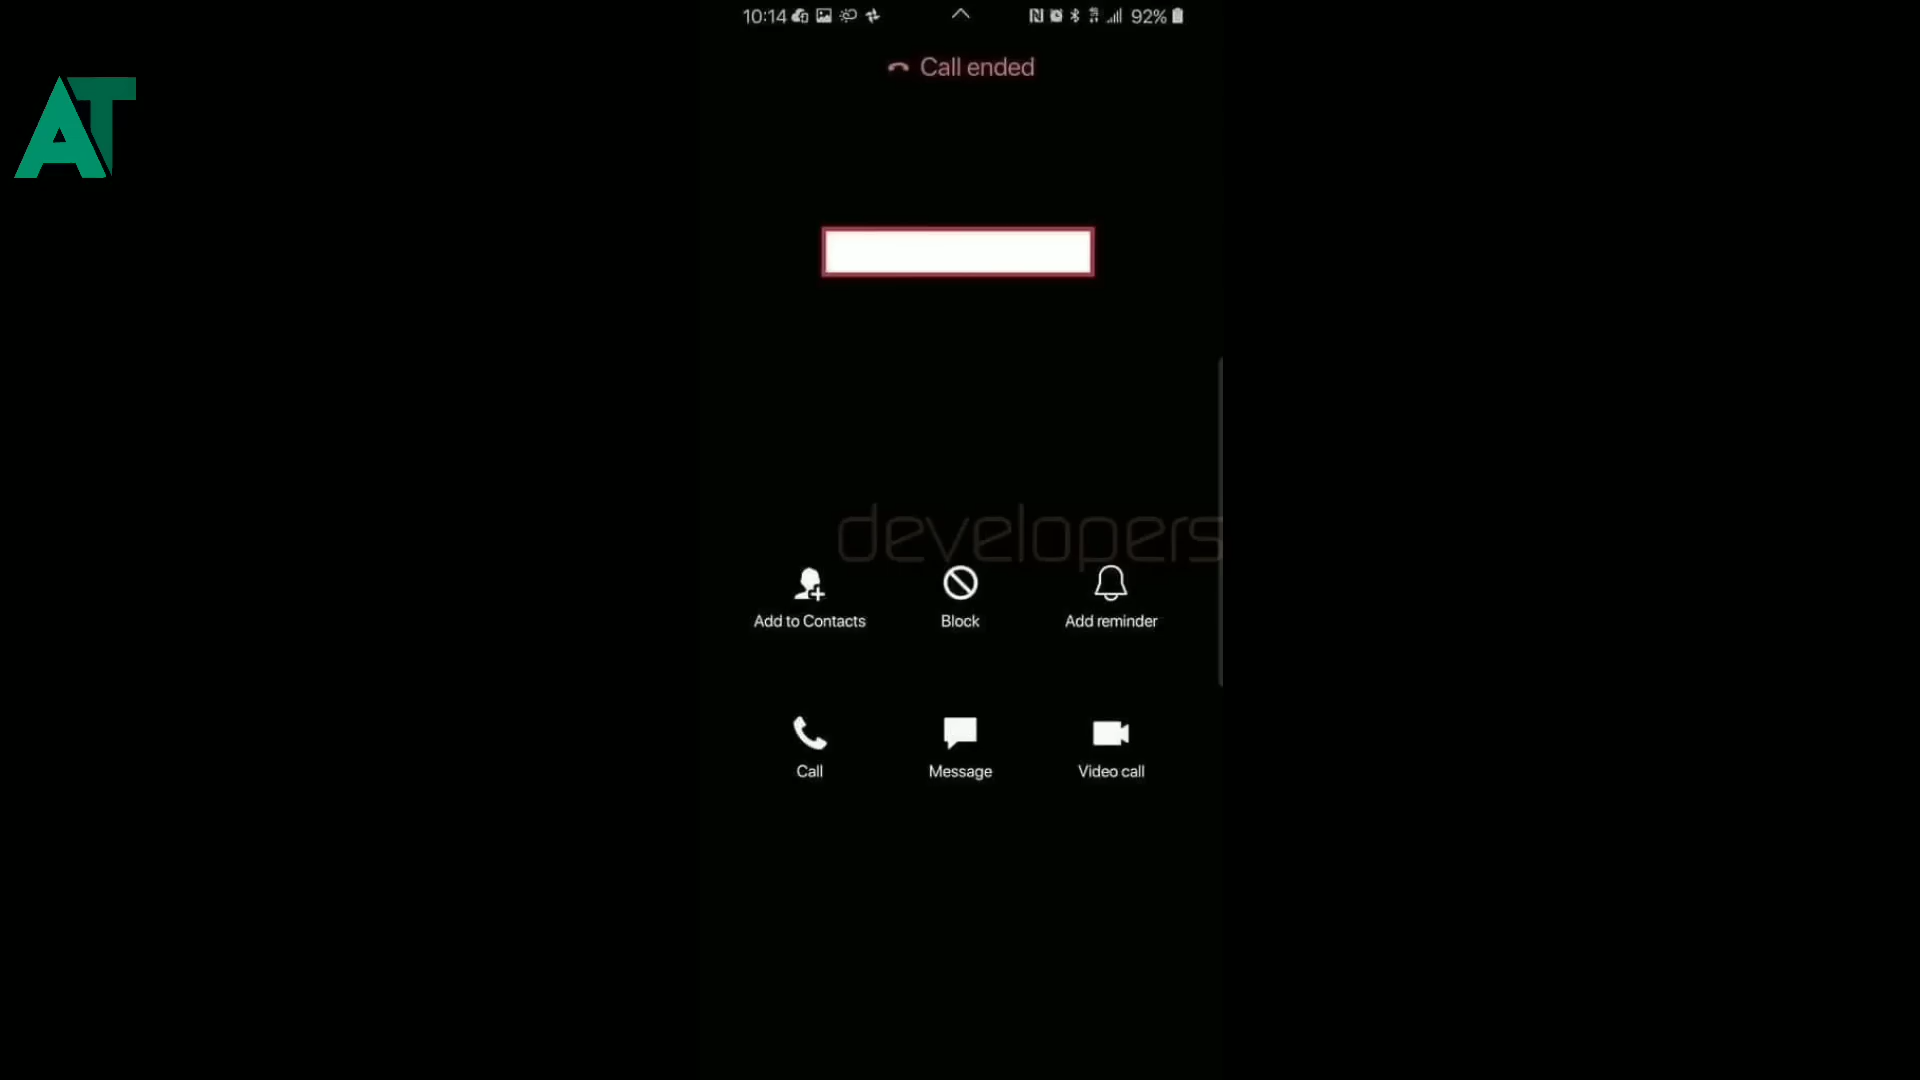 10:14 92%
AT
Call ended
developers
Add to Contacts Block Add reminder
Call Message Video call